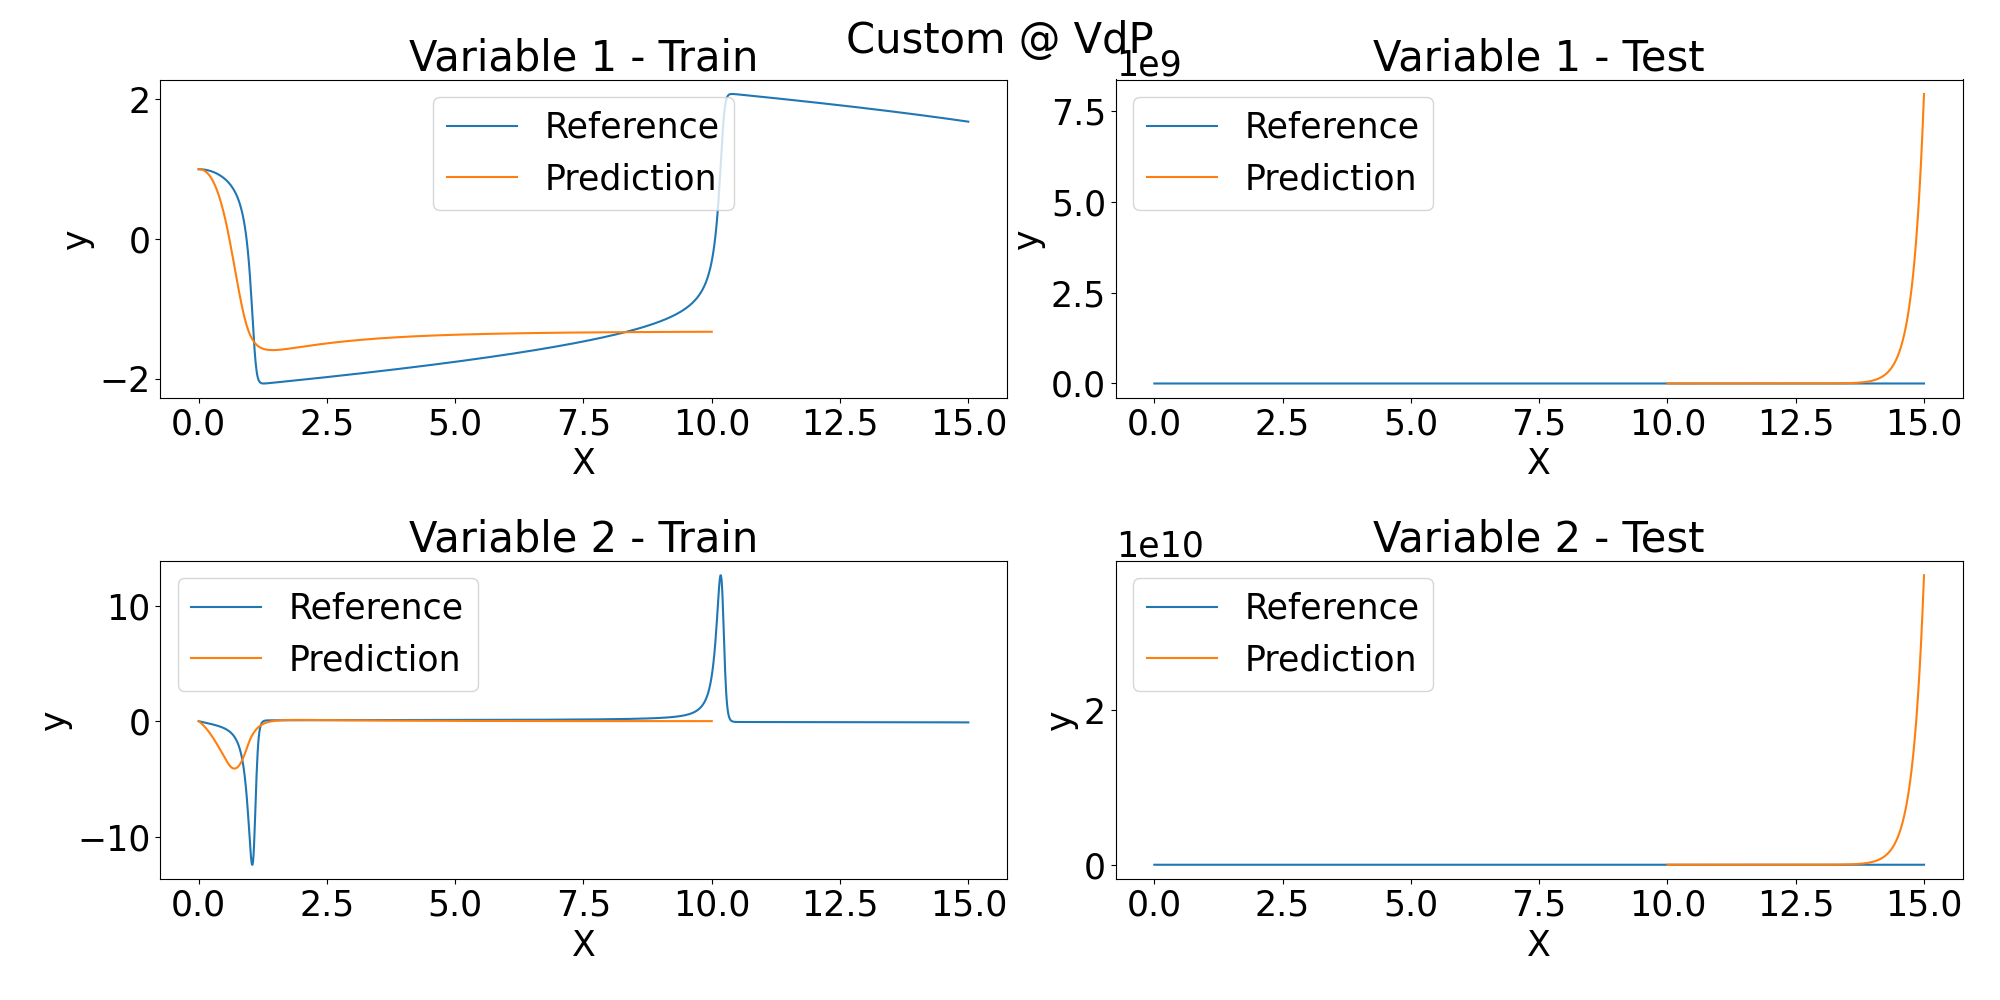 Custom @ VdP
Variable 1 - Train
2
0
−2
y
Reference
Prediction
0.0 2.5 5.0 7.5 10.0 12.5 15.0
X
Variable 1 - Test
1e9
7.5
5.0
2.5
0.0
y
Reference
Prediction
0.0 2.5 5.0 7.5 10.0 12.5 15.0
X
Variable 2 - Train
10
0
−10
y
Reference
Prediction
0.0 2.5 5.0 7.5 10.0 12.5 15.0
X
Variable 2 - Test
1e10
2
0
y
Reference
Prediction
0.0 2.5 5.0 7.5 10.0 12.5 15.0
X